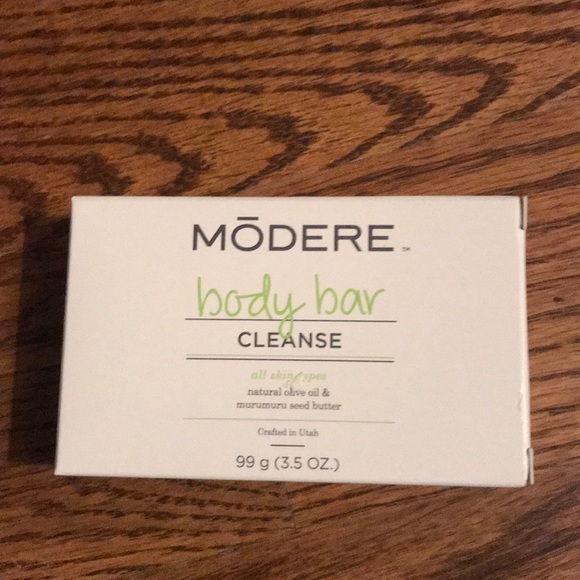 MŌDERE™
body bar
CLEANSE
all skin types
natural olive oil &
murumuru seed butter
Crafted in Utah
99 g (3.5 OZ.)